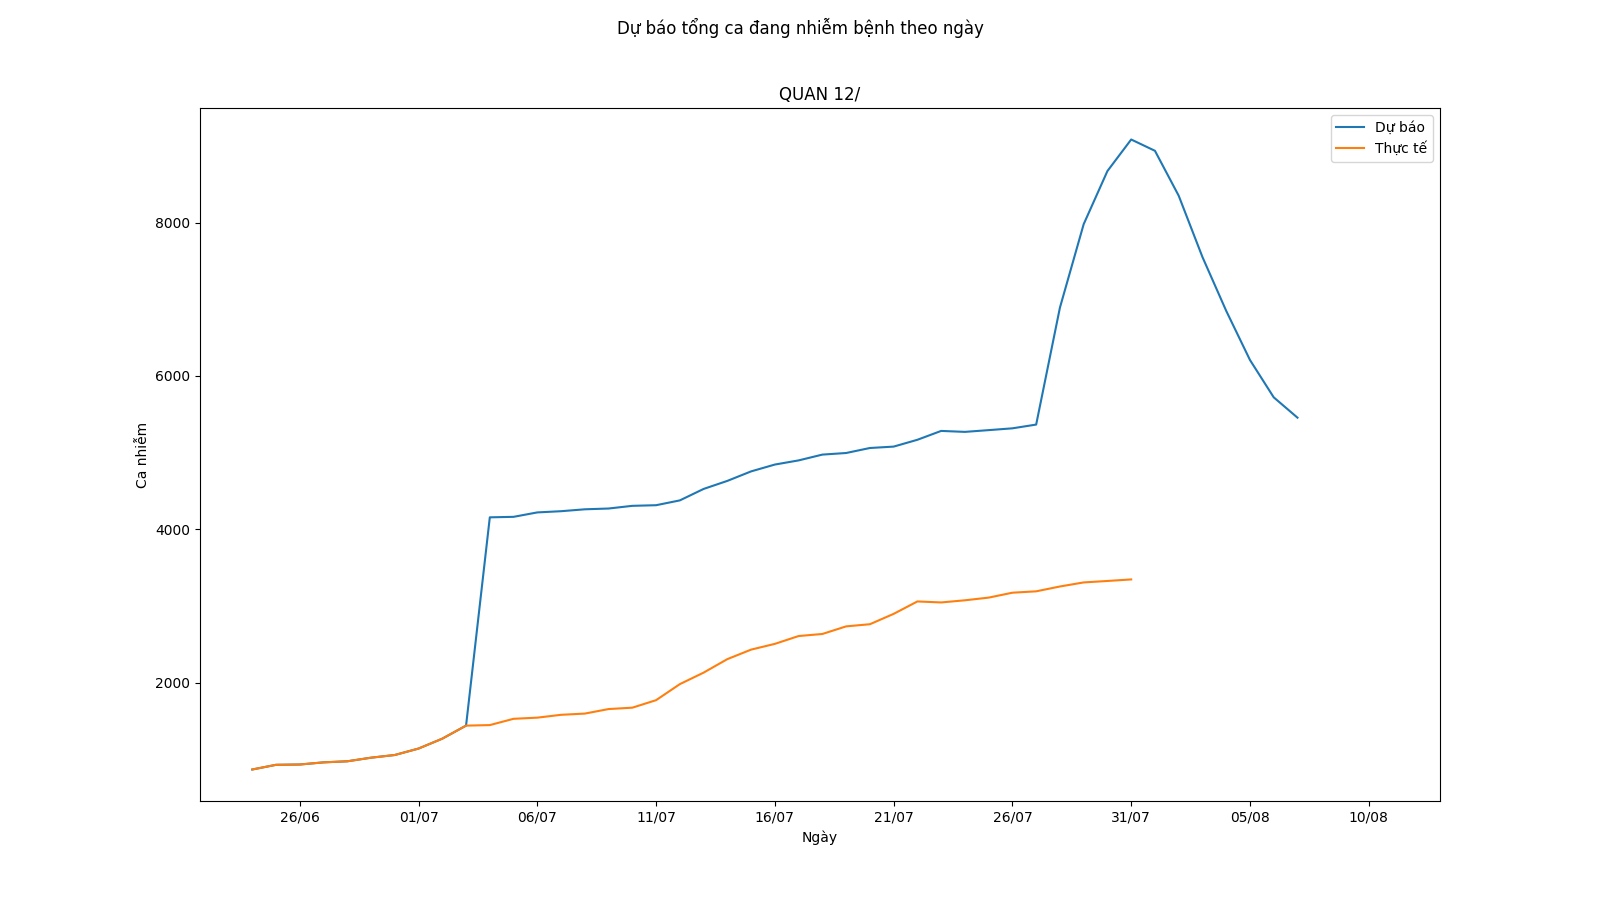 Dự báo tổng ca đang nhiễm bệnh theo ngày
QUAN 12/
Dự báo
Thực tế
8000
6000
4000
2000
Ca nhiễm
26/06 01/07 06/07 11/07 16/07 21/07 26/07 31/07 05/08 10/08
Ngày